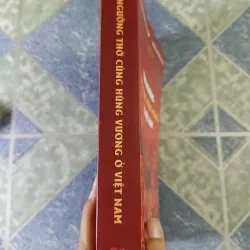 NGƯỠNG THỜ CÚNG HÙNG VƯƠNG Ở VIỆT NAM